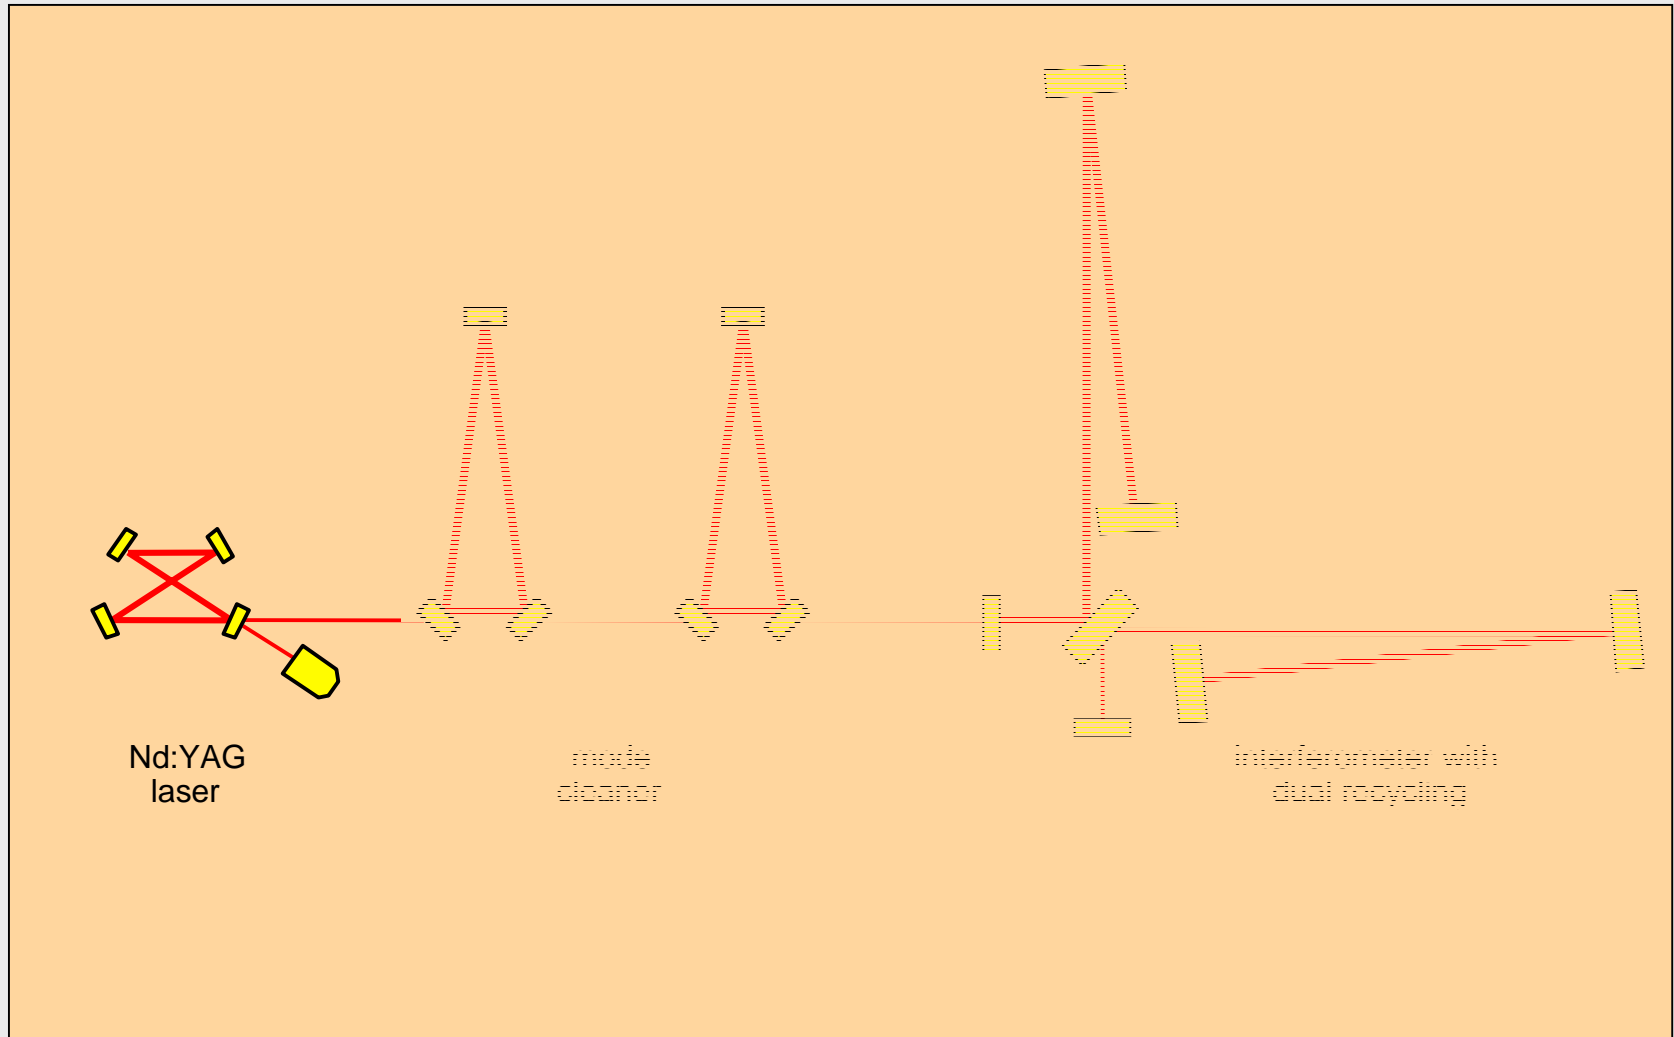 Nd:YAG
laser
mode
cleaner
interferometer with
dual recycling